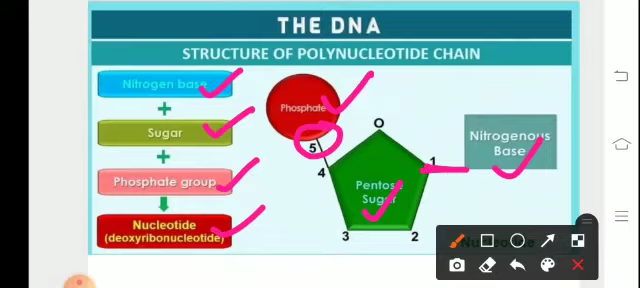 THE DNA
STRUCTURE OF POLYNUCLEOTIDE CHAIN
Nitrogen base
+
Sugar
+
Phosphate group
Nucleotide
(deoxyribonucleotide)
Phosphate
5
O
4
1
Pentose
Sugar
3
2
Nitrogenous
Base